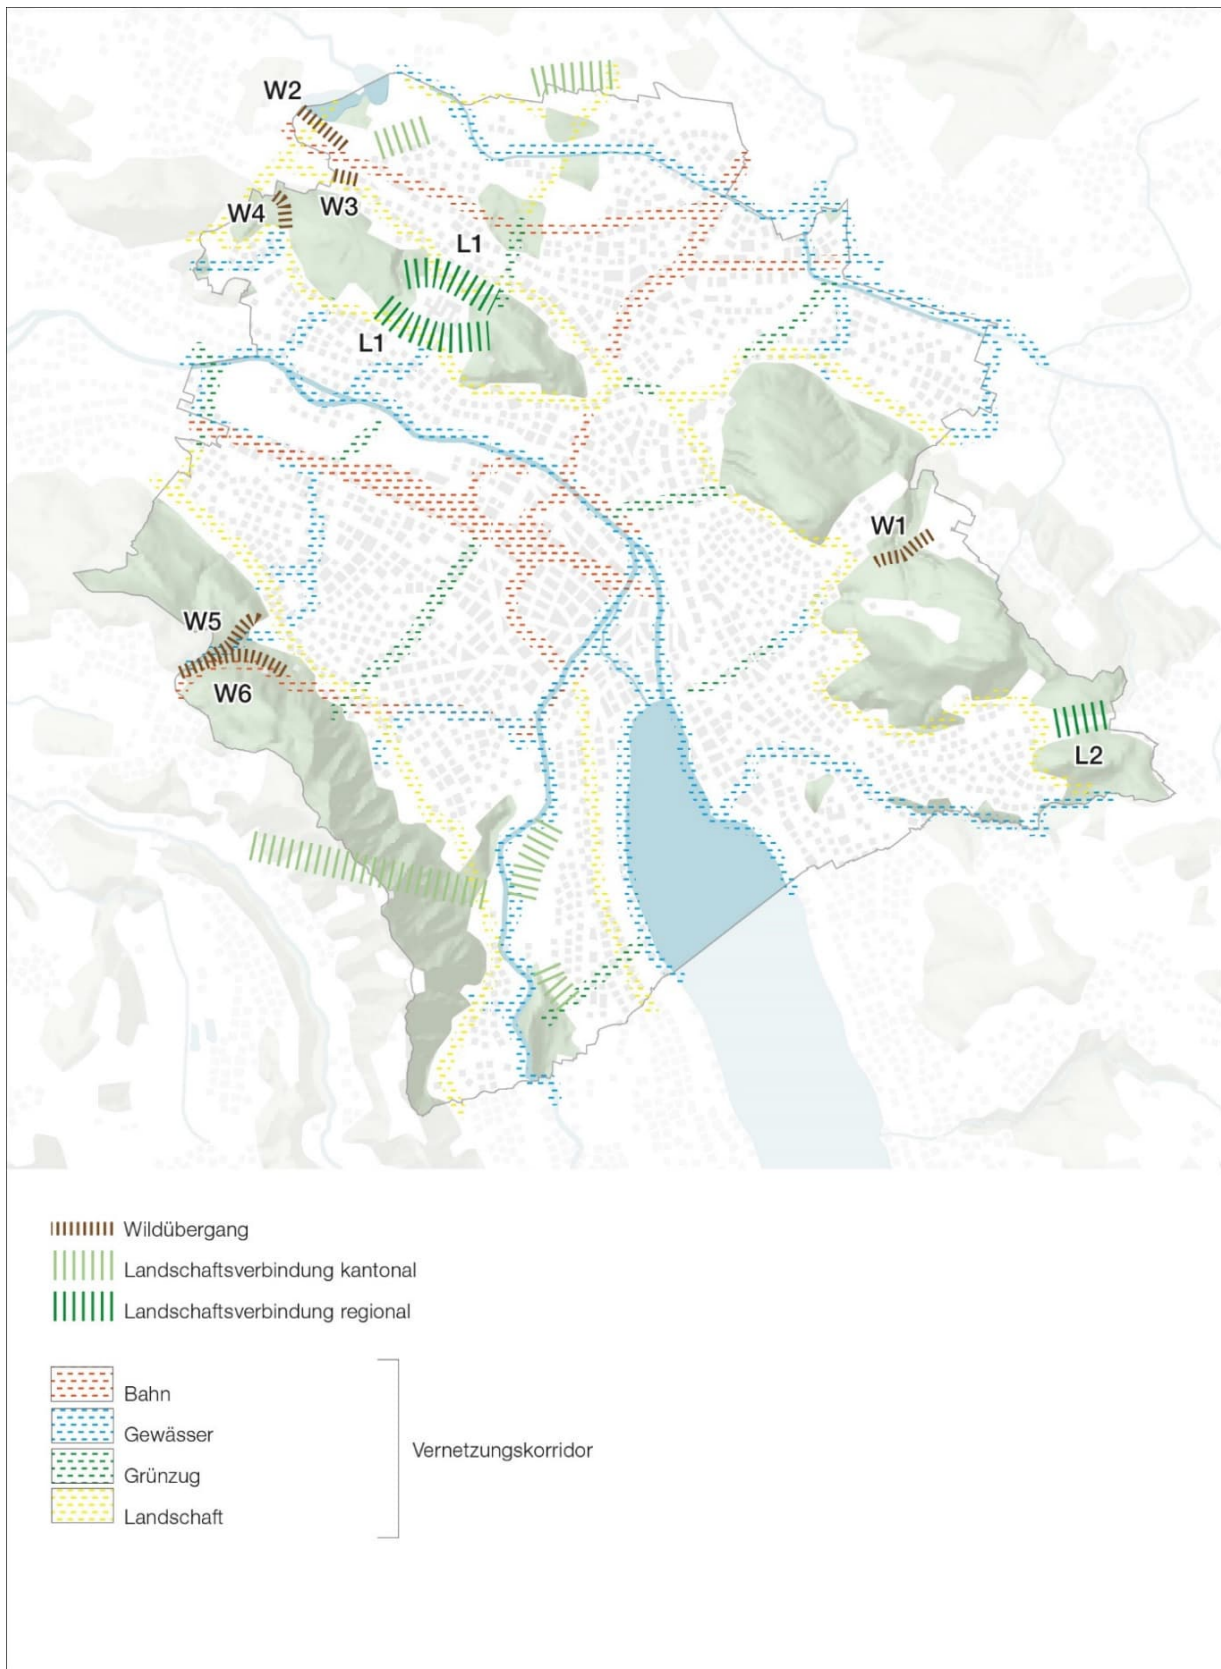 W2
W4
W3
L1
L1
W1
W5
W6
L2
Wildübergang
Landschaftsverbindung kantonal
Landschaftsverbindung regional
Bahn
Gewässer
Grünzug
Landschaft
Vernetzungskorridor